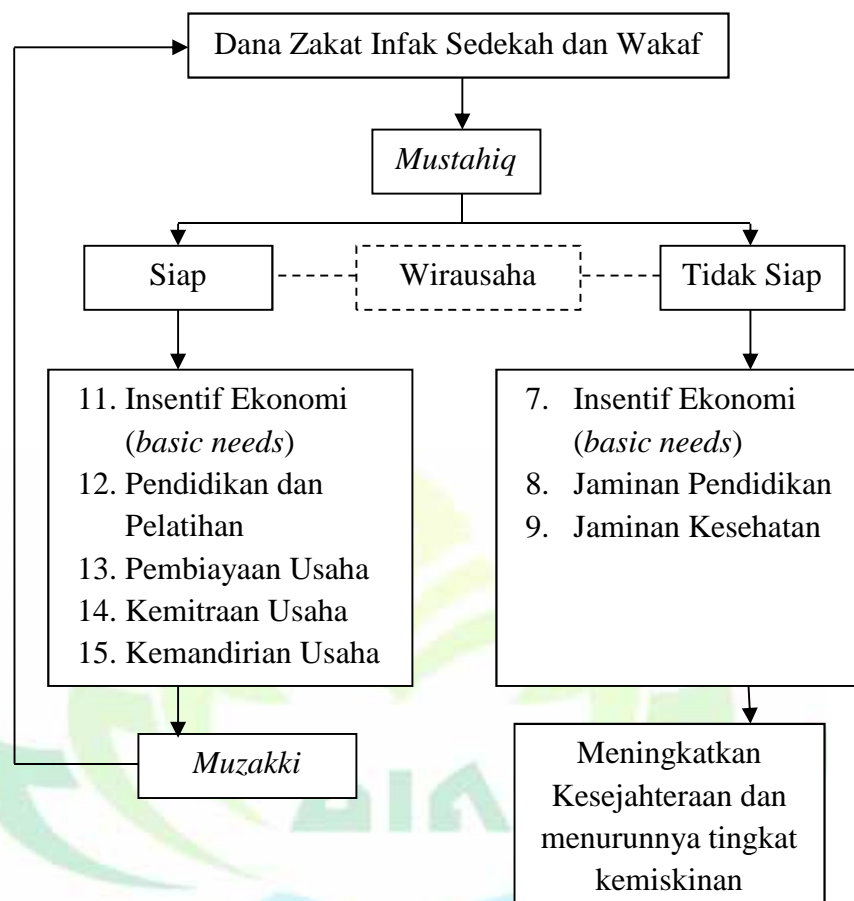 Dana Zakat Infak Sedekah dan Wakaf
Mustahiq
Siap
Wirausaha
Tidak Siap
11. Insentif Ekonomi
(basic needs)
12. Pendidikan dan
Pelatihan
13. Pembiayaan Usaha
14. Kemitraan Usaha
15. Kemandirian Usaha
7. Insentif Ekonomi
(basic needs)
8. Jaminan Pendidikan
9. Jaminan Kesehatan
Muzakki
Meningkatkan
Kesejahteraan dan
menurunnya tingkat
kemiskinan